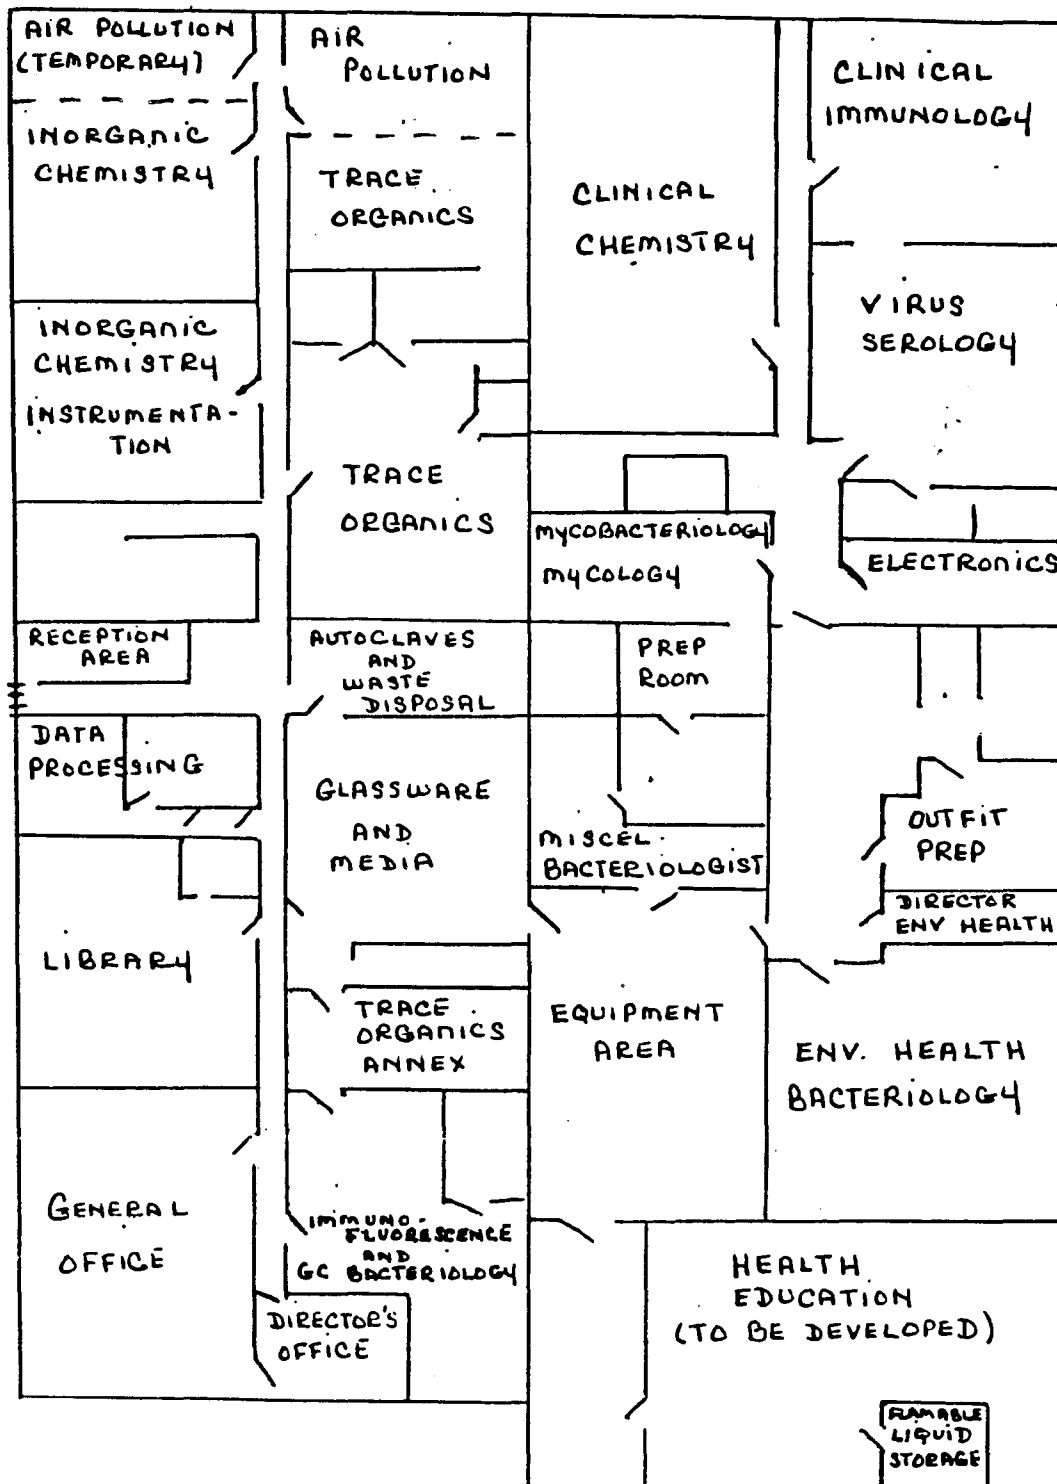 AIR POLLUTION
(TEMPORARY)
INORGANIC
CHEMISTRY
INORGANIC
CHEMISTRY
INSTRUMENTA-
TION
RECEPTION
AREA
DATA
PROCESSING
LIBRARY
GENERAL
OFFICE
DIRECTOR'S
OFFICE
AIR
POLLUTION
TRACE
ORGANICS
TRACE
ORGANICS
AUTOCLAVES
AND
WASTE
DISPOSAL
GLASSWARE
AND
MEDIA
TRACE
ORGANICS
ANNEX
IMMUNO-
FLUORESCENCE
AND
GC BACTERIOLOGY
CLINICAL
CHEMISTRY
MYCOBACTERIOLOGY
MYCOLOGY
PREP
ROOM
MISCEL.
BACTERIOLOGIST
EQUIPMENT
AREA
CLINICAL
IMMUNOLOGY
VIRUS
SEROLOGY
ELECTRONICS
OUTFIT
PREP
DIRECTOR
ENV HEALTH
ENV. HEALTH
BACTERIOLOGY
HEALTH
EDUCATION
(TO BE DEVELOPED)
FLAMABLE
LIQUID
STORAGE